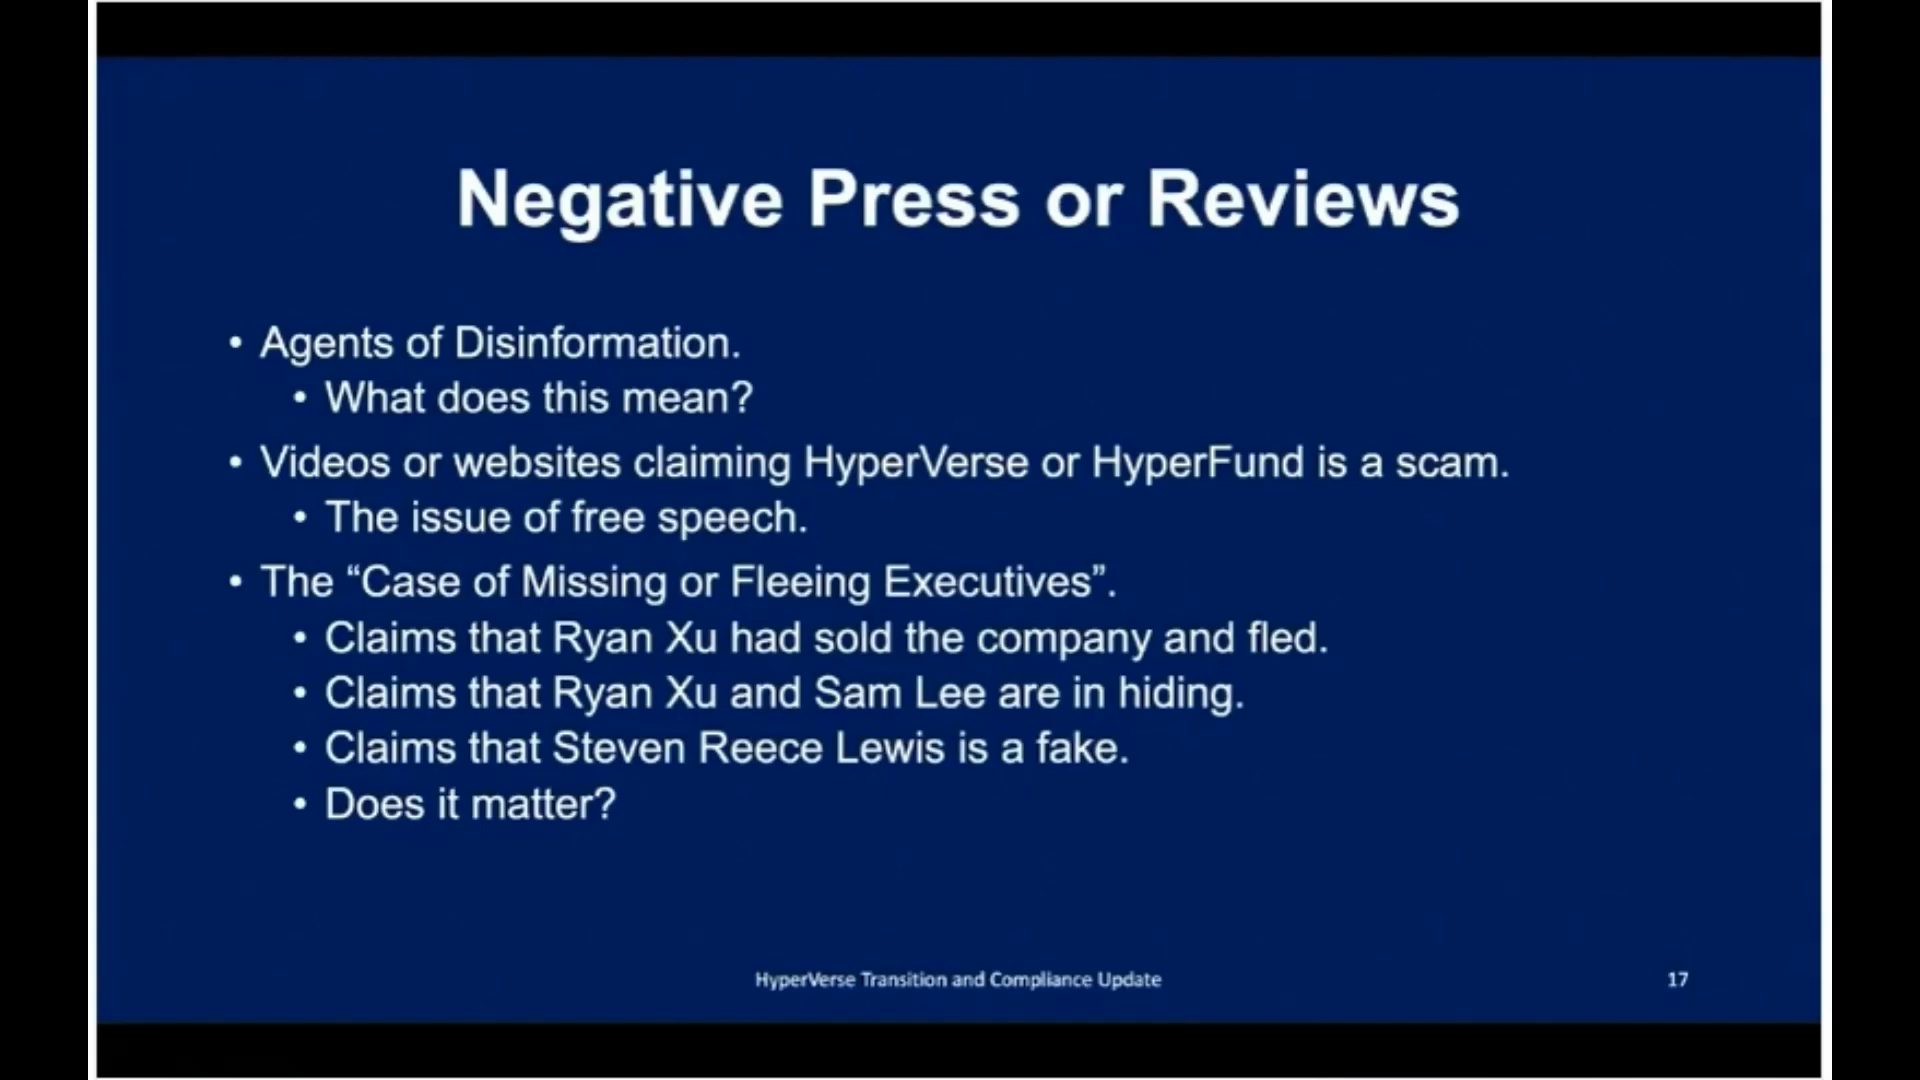 Negative Press or Reviews
• Agents of Disinformation.
• What does this mean?
• Videos or websites claiming HyperVerse or HyperFund is a scam.
• The issue of free speech.
• The “Case of Missing or Fleeing Executives”.
• Claims that Ryan Xu had sold the company and fled.
• Claims that Ryan Xu and Sam Lee are in hiding.
• Claims that Steven Reece Lewis is a fake.
• Does it matter?
HyperVerse Transition and Compliance Update
17